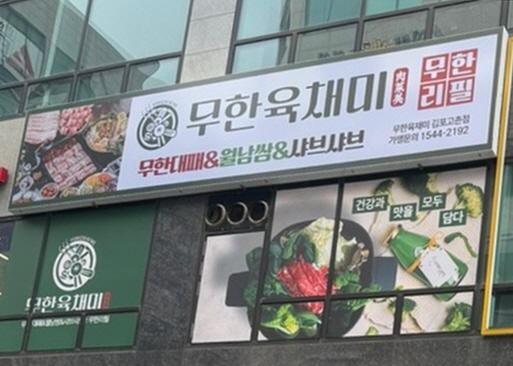 무한육채미 肉菜美 무한리필
무한대패&월남쌈&샤브샤브
무한육채미 김포고촌점
가맹문의 1544-2192
건강과 맛을 모두 담다
무한육채미